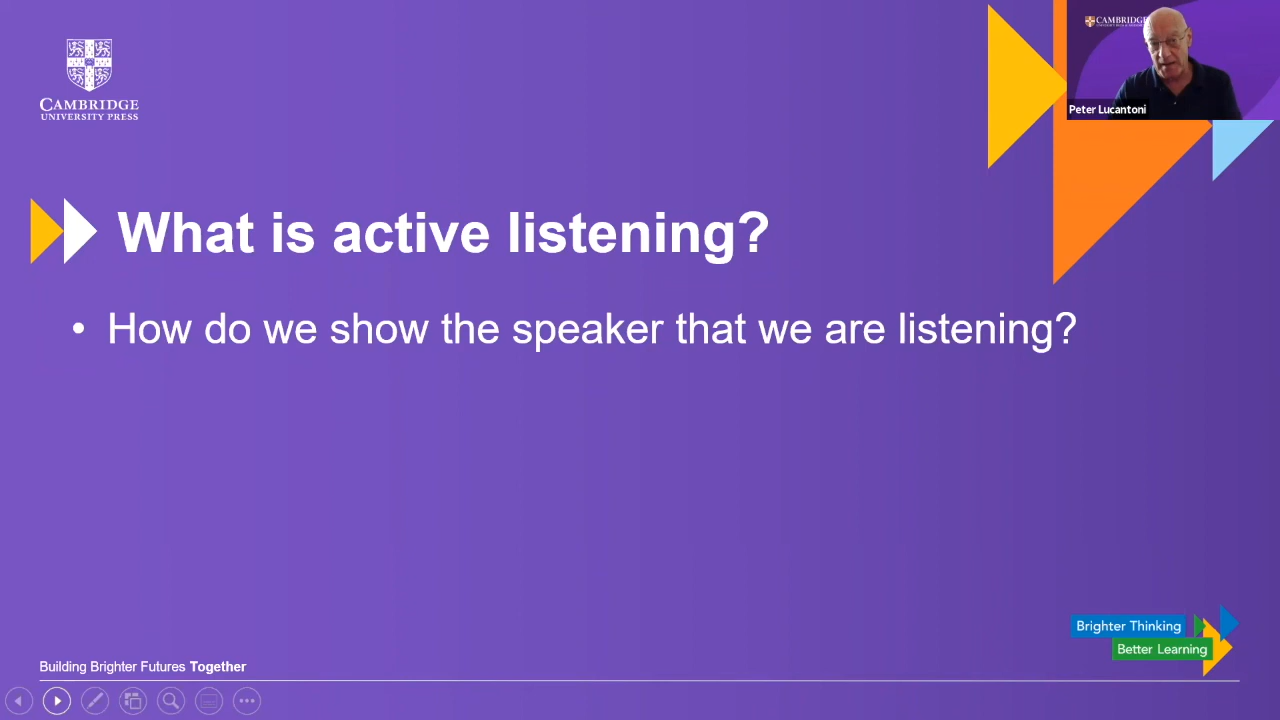 CAMBRIDGE
UNIVERSITY PRESS
CAMBRIDGE
Peter Lucantoni
What is active listening?
• How do we show the speaker that we are listening?
Brighter Thinking
Better Learning
Building Brighter Futures Together